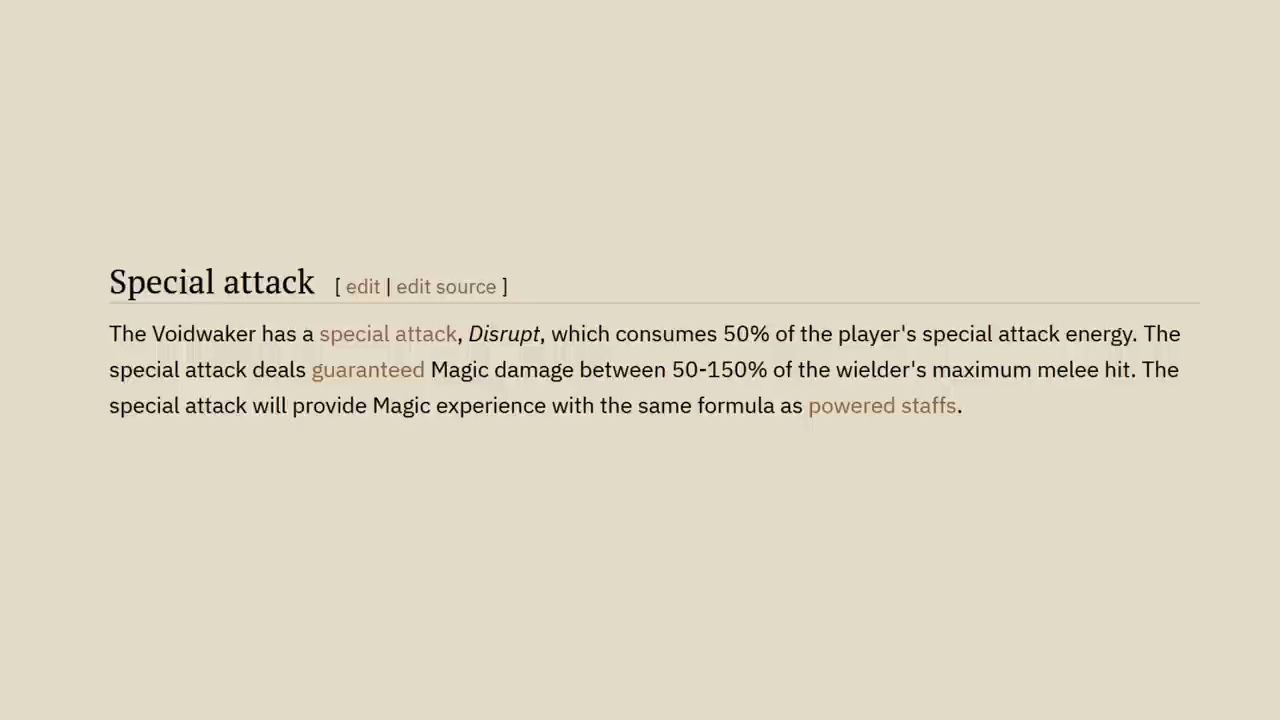 Special attack [ edit | edit source ]
The Voidwaker has a special attack, Disrupt, which consumes 50% of the player's special attack energy. The
special attack deals guaranteed Magic damage between 50-150% of the wielder's maximum melee hit. The
special attack will provide Magic experience with the same formula as powered staffs.